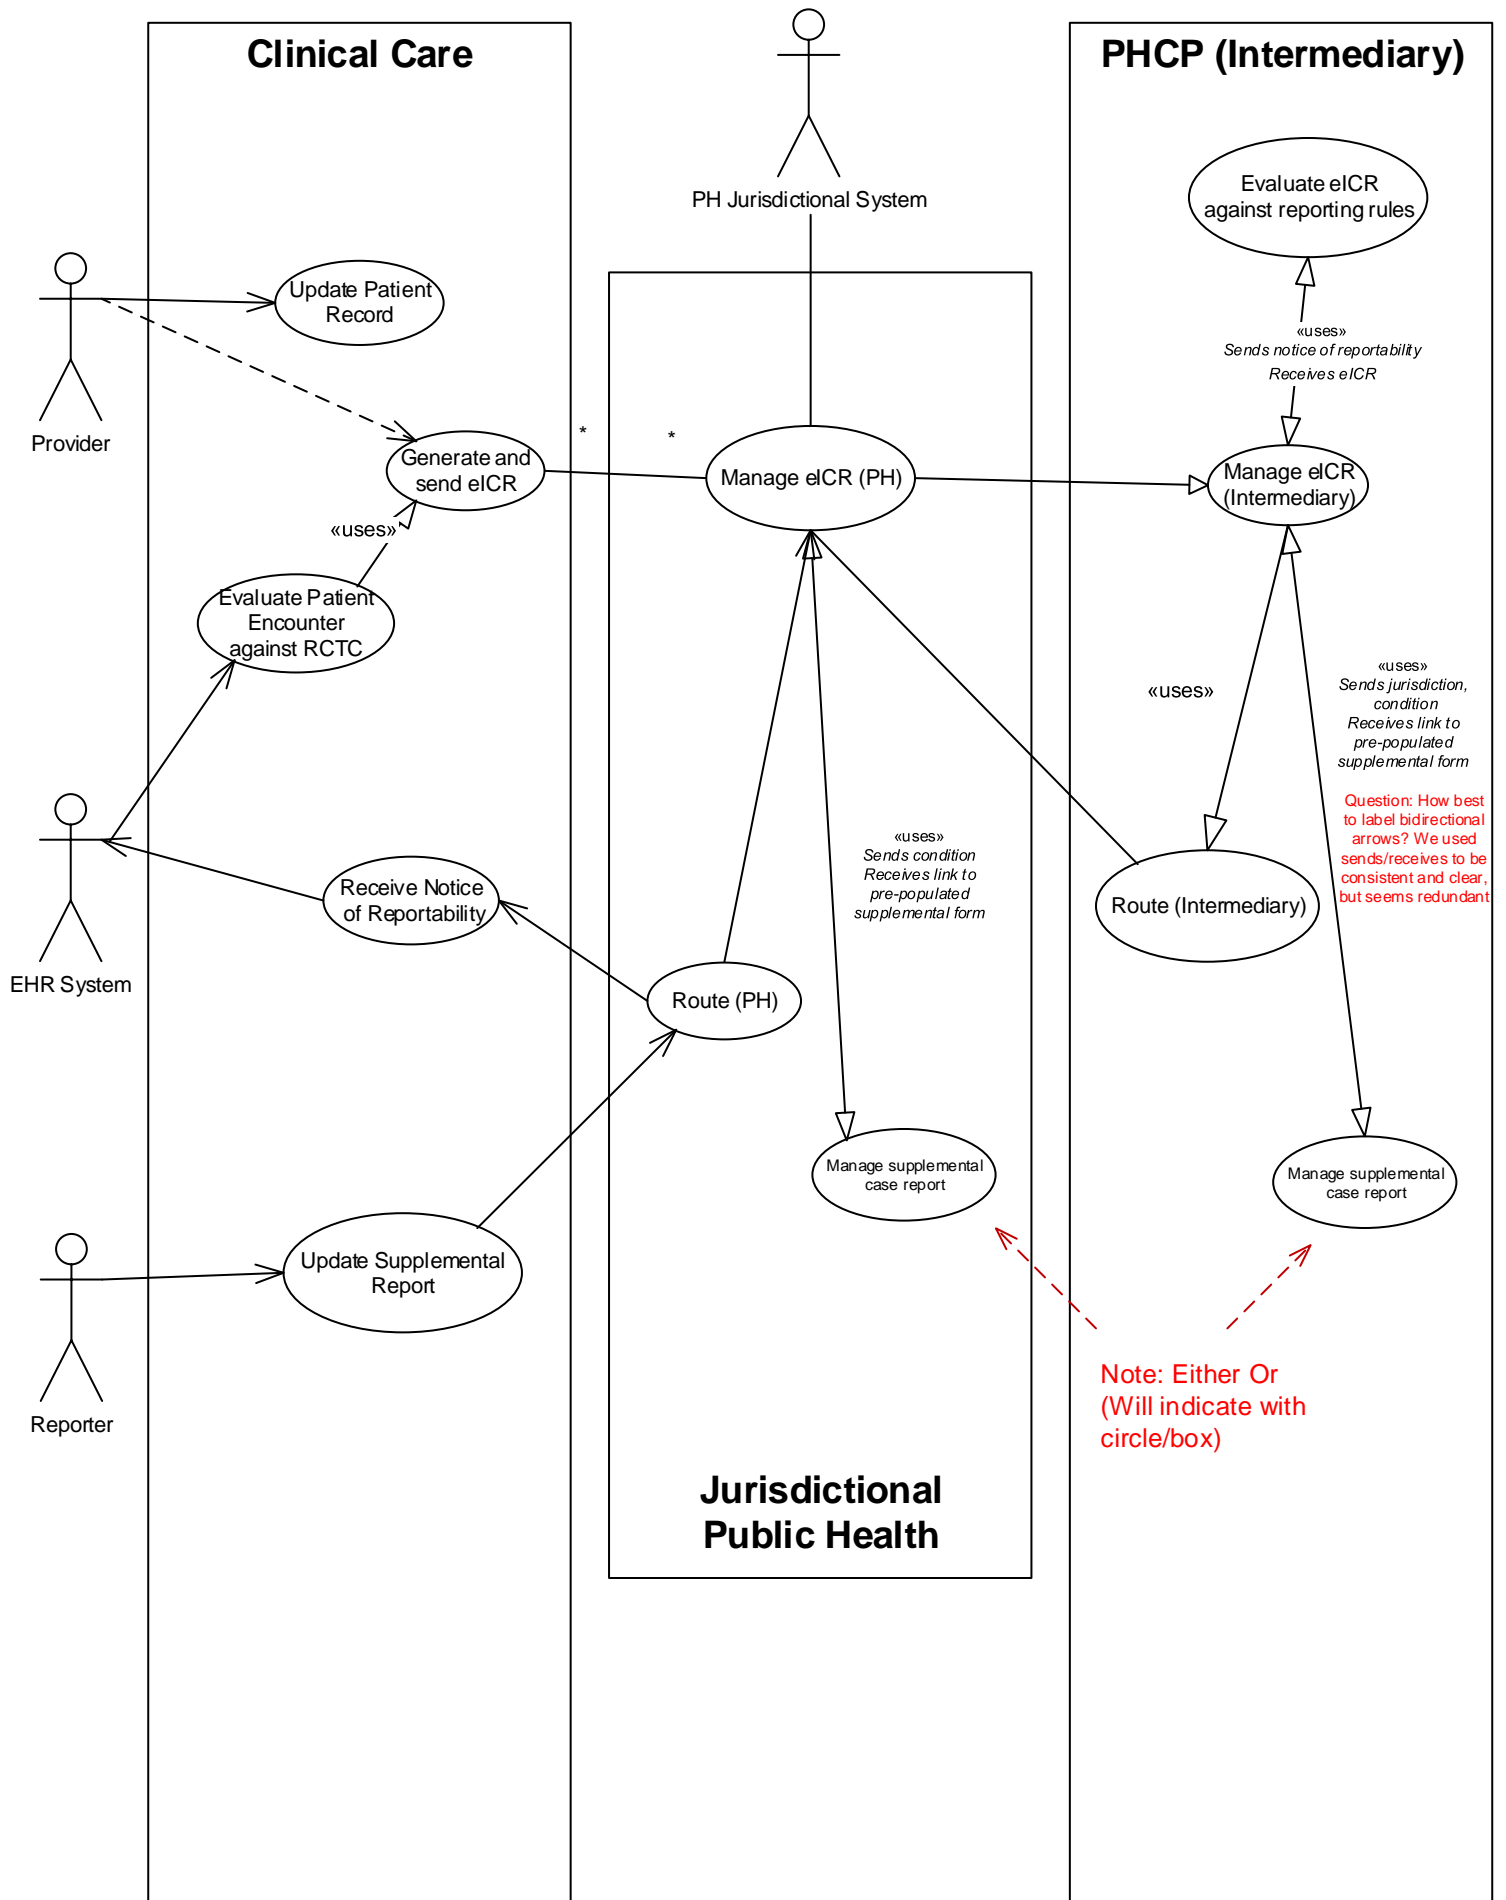 Clinical Care
PHCP (Intermediary)
PH Jurisdictional System
Evaluate eICR
against reporting rules
Update Patient
Record
«uses»
Sends notice of reportability
Receives eICR
Provider
*
*
Generate and
send eICR
Manage eICR (PH)
Manage eICR
(Intermediary)
«uses»
Evaluate Patient
Encounter
against RCTC
«uses»
«uses»
Sends jurisdiction,
condition
Receives link to
pre-populated
supplemental form
Question: How best
to label bidirectional
arrows? We used
sends/receives to be
consistent and clear,
but seems redundant
«uses»
Sends condition
Receives link to
pre-populated
supplemental form
Receive Notice
of Reportability
Route (Intermediary)
EHR System
Route (PH)
Manage supplemental
case report
Manage supplemental
case report
Update Supplemental
Report
Reporter
Note: Either Or
(Will indicate with
circle/box)
Jurisdictional
Public Health